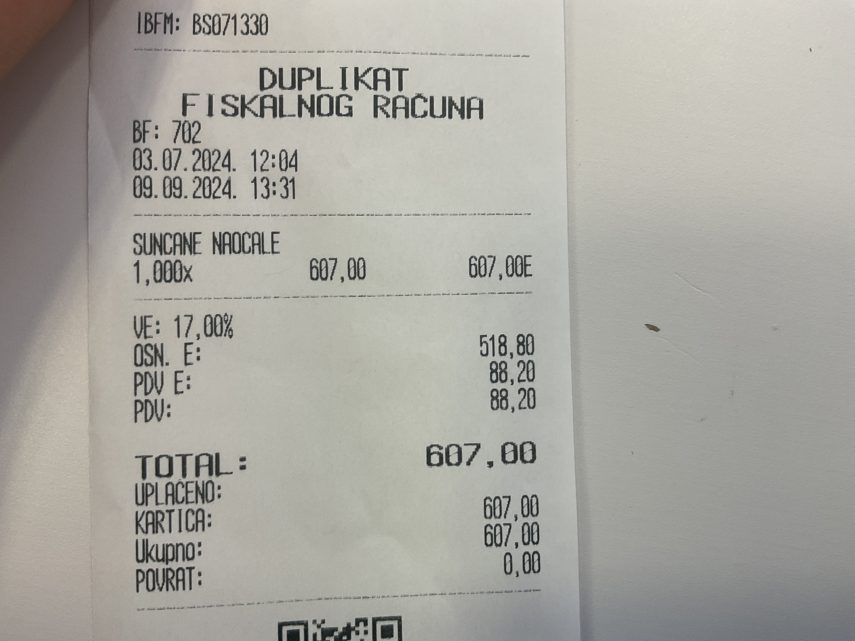 IBFM: BS071330
DUPLIKAT
FISKALNOG RAČUNA
BF: 702
03.07.2024. 12:04
09.09.2024. 13:31
SUNCANE NAOCALE
1,000x 607,00 607,00E
VE: 17,00%
OSN. E: 518,80
PDV E: 88,20
PDV: 88,20
TOTAL: 607,00
UPLAĆENO:
KARTICA: 607,00
Ukupno: 607,00
POVRAT: 0,00